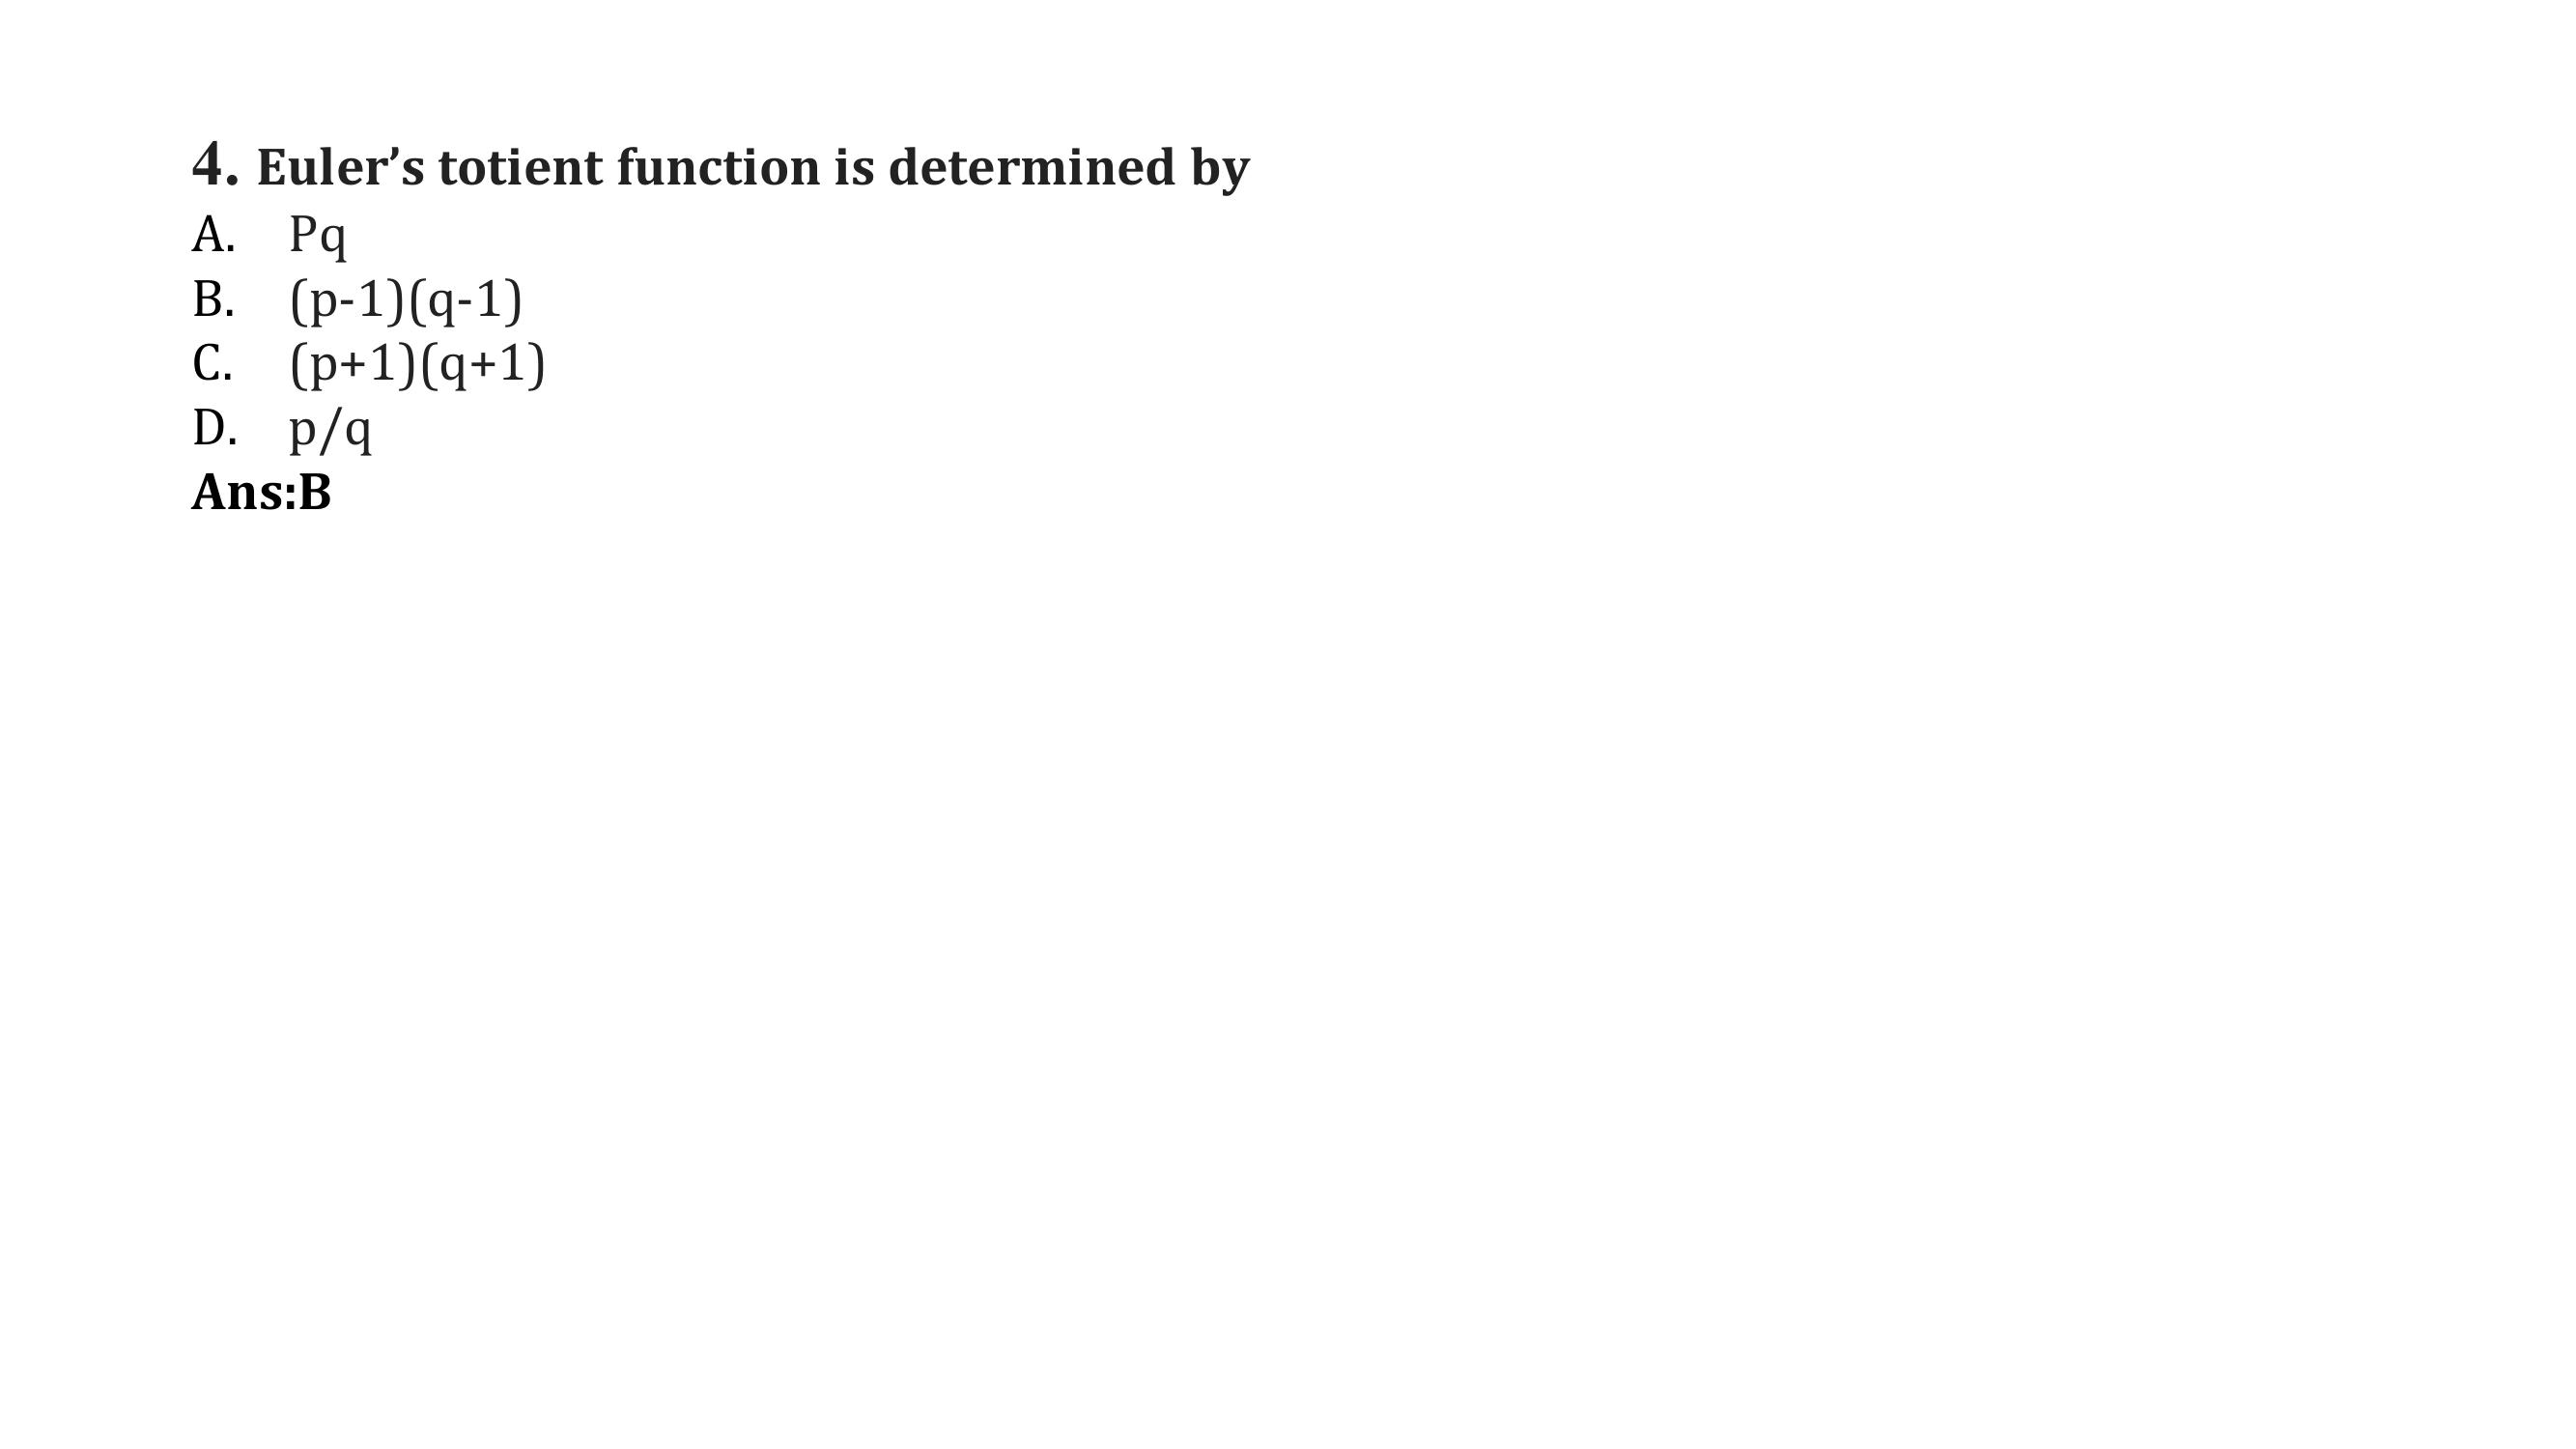 4. Euler’s totient function is determined by
A. Pq
B. (p-1)(q-1)
C. (p+1)(q+1)
D. p/q
Ans:B